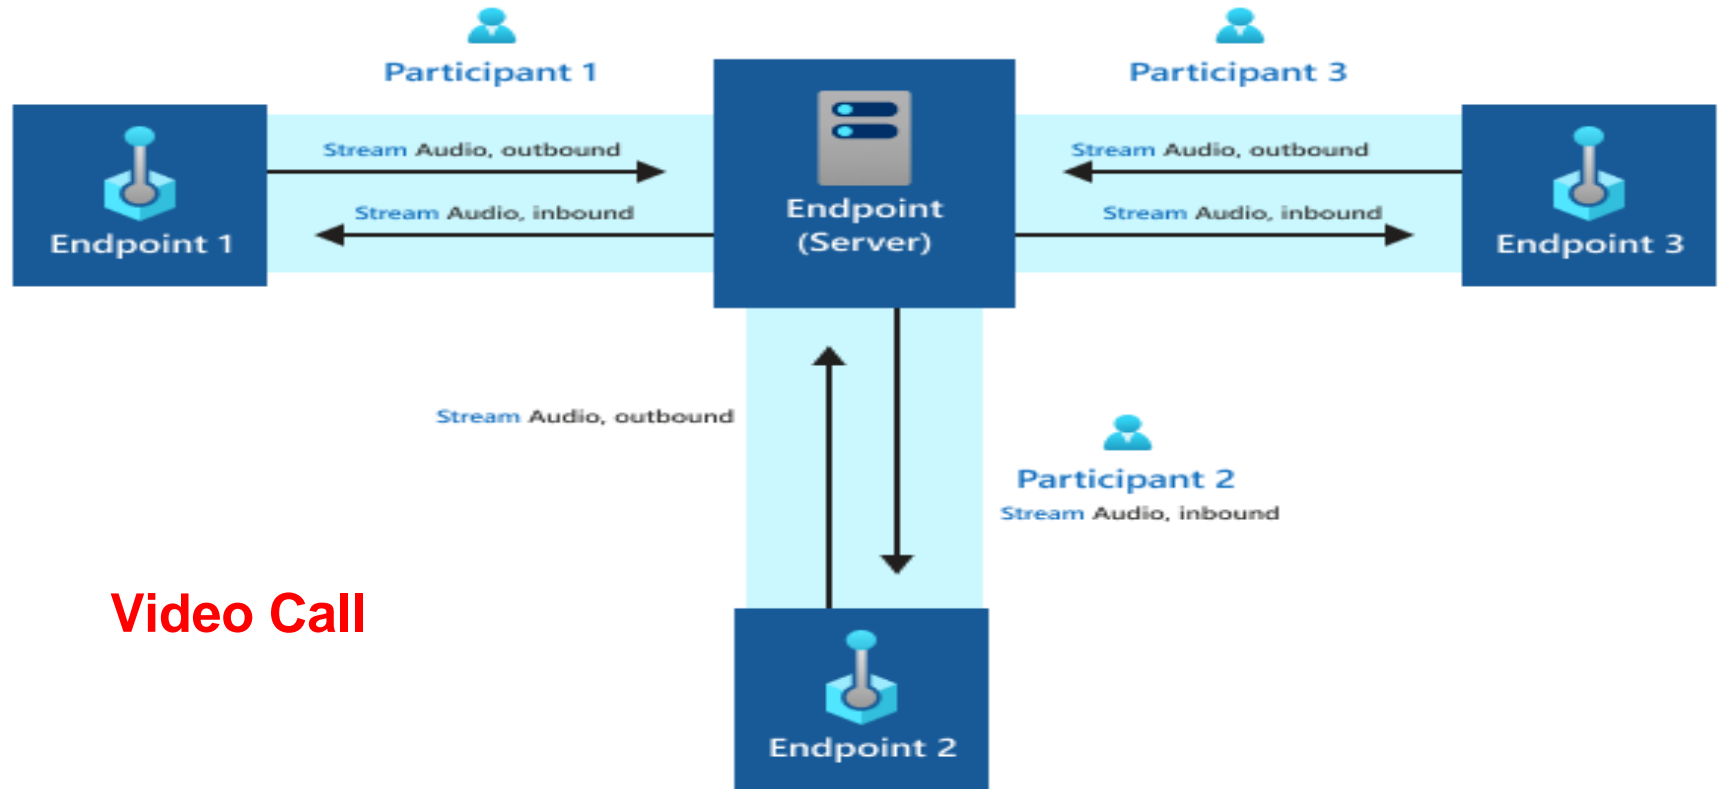 Participant 1
Participant 3
Stream Audio, outbound
Stream Audio, outbound
Stream Audio, inbound
Stream Audio, inbound
Endpoint 1
Endpoint
(Server)
Endpoint 3
Stream Audio, outbound
Participant 2
Stream Audio, inbound
Video Call
Endpoint 2